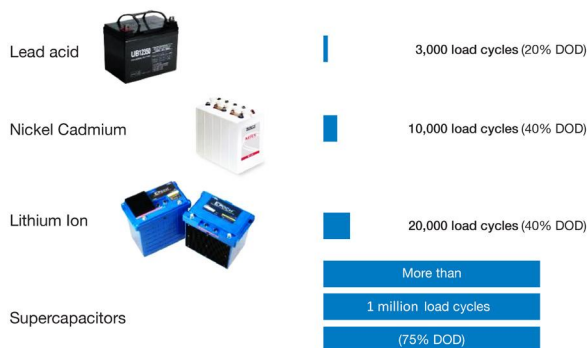 Lead acid
UB12350
3,000 load cycles (20% DOD)
Nickel Cadmium
10,000 load cycles (40% DOD)
Lithium Ion
20,000 load cycles (40% DOD)
More than
1 million load cycles
Supercapacitors
(75% DOD)